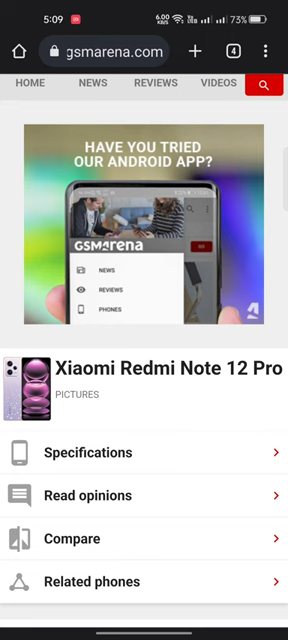 5:09 6.00 KB/S 73%
gsmarena.com 4
HOME NEWS REVIEWS VIDEOS
HAVE YOU TRIED
OUR ANDROID APP?
GSMarena
NEWS
REVIEWS
PHONES
Xiaomi Redmi Note 12 Pro
PICTURES
Specifications
Read opinions
Compare
Related phones